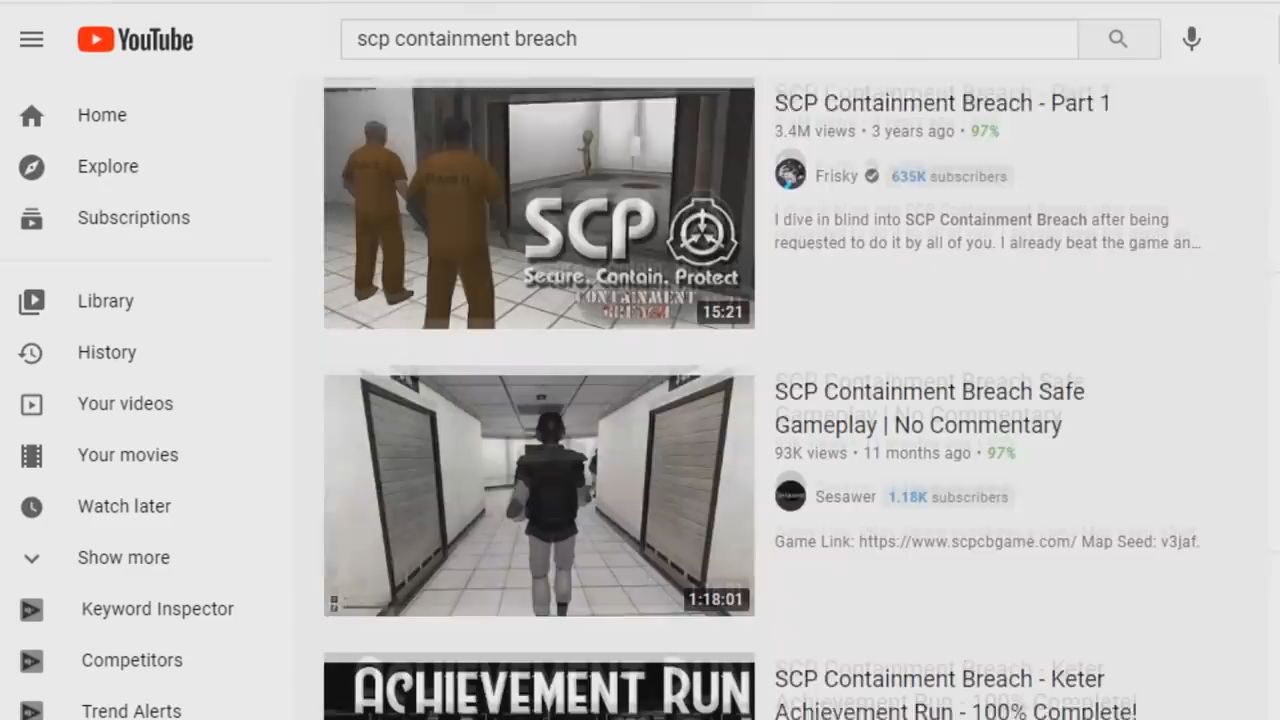 YouTube
scp containment breach
Home
Explore
Subscriptions
Library
History
Your videos
Your movies
Watch later
Show more
Keyword Inspector
Competitors
Trend Alerts
SCP
Secure. Contain. Protect
CONTAINMENT
BREACH
15:21
SCP Containment Breach - Part 1
3.4M views • 3 years ago • 97%
Frisky 635K subscribers
I dive in blind into SCP Containment Breach after being
requested to do it by all of you. I already beat the game an...
1:18:01
SCP Containment Breach Safe
Gameplay | No Commentary
93K views • 11 months ago • 97%
Sesawer 1.18K subscribers
Game Link: https://www.scpcbgame.com/ Map Seed: v3jaf.
ACHIEVEMENT RUN
SCP Containment Breach - Keter
Achievement Run - 100% Complete!